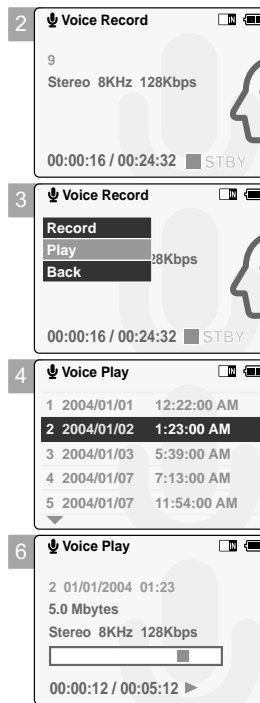 2
Voice Record IN
9
Stereo 8KHz 128Kbps
00:00:16 / 00:24:32 STBY
3
Voice Record IN
Record
Play
28Kbps
Back
00:00:16 / 00:24:32 STBY
4
Voice Play IN
1 2004/01/01 12:22:00 AM
2 2004/01/02 1:23:00 AM
3 2004/01/03 5:39:00 AM
4 2004/01/07 7:13:00 AM
5 2004/01/07 11:54:00 AM
6
Voice Play IN
2 01/01/2004 01:23
5.0 Mbytes
Stereo 8KHz 128Kbps
00:00:12 / 00:05:12